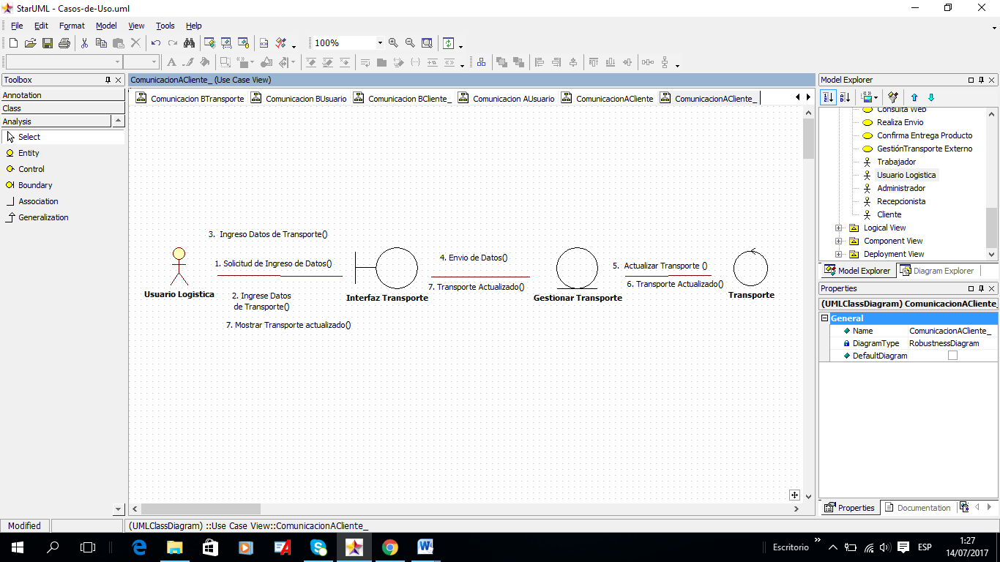 StarUML - Casos-de-Uso.uml
File Edit Format Model View Tools Help
100%
Toolbox
Annotation
Class
Analysis
Select
Entity
Control
Boundary
Association
Generalization
ComunicacionACliente_ (Use Case View)
Comunicacion BTransporte Comunicacion BUsuario Comunicacion BCliente_ Comunicacion AUsuario ComunicacionACliente ComunicacionACliente_
3. Ingreso Datos de Transporte()
1. Solicitud de Ingreso de Datos()
2. Ingrese Datos
de Transporte()
7. Mostrar Transporte actualizado()
Usuario Logistica
Interfaz Transporte
4. Envio de Datos()
7. Transporte Actualizado()
Gestionar Transporte
5. Actualizar Transporte ()
6. Transporte Actualizado()
Transporte
Model Explorer
Consulta Web
Realiza Envio
Confirma Entrega Producto
GestiónTransporte Externo
Trabajador
Usuario Logistica
Administrador
Recepcionista
Cliente
Logical View
Component View
Deployment View
Model Explorer Diagram Explorer
Properties
(UMLClassDiagram) ComunicacionACliente_
General
Name ComunicacionACliente_
DiagramType RobustnessDiagram
DefaultDiagram
Properties Documentation
Modified
(UMLClassDiagram) ::Use Case View::ComunicacionACliente_
Escritorio
ESP
1:27
14/07/2017